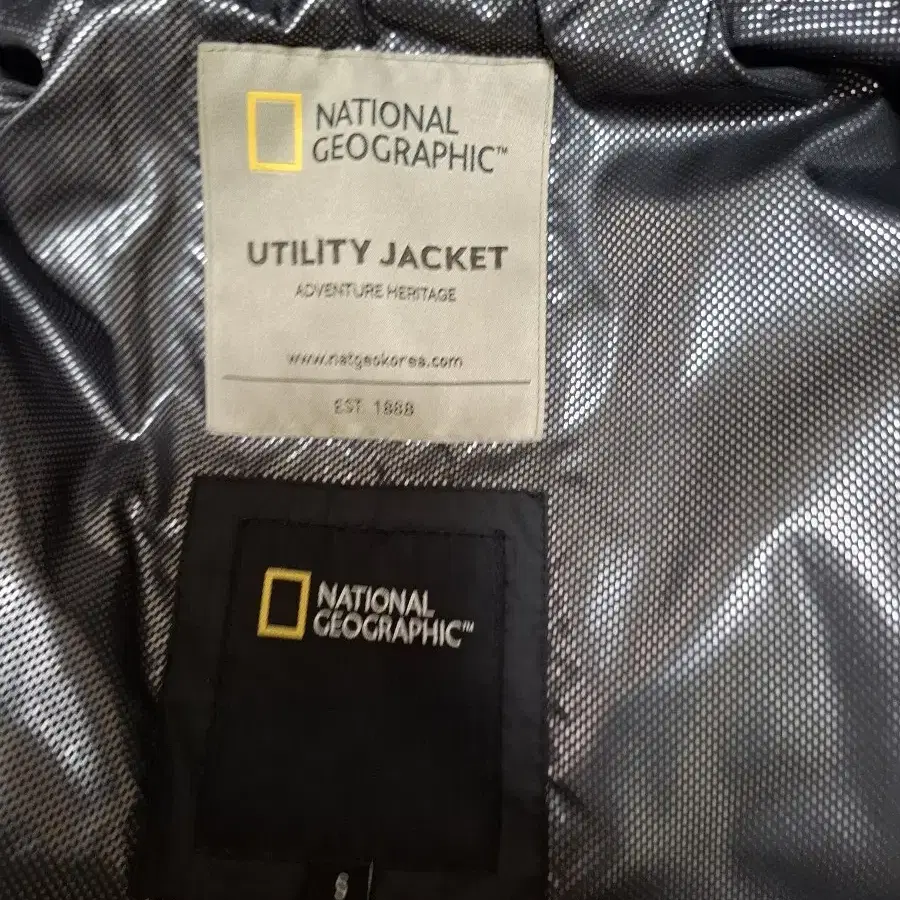 NATIONAL
GEOGRAPHIC™
UTILITY JACKET
ADVENTURE HERITAGE
www.natgeokorea.com
EST. 1888
NATIONAL
GEOGRAPHIC™
S